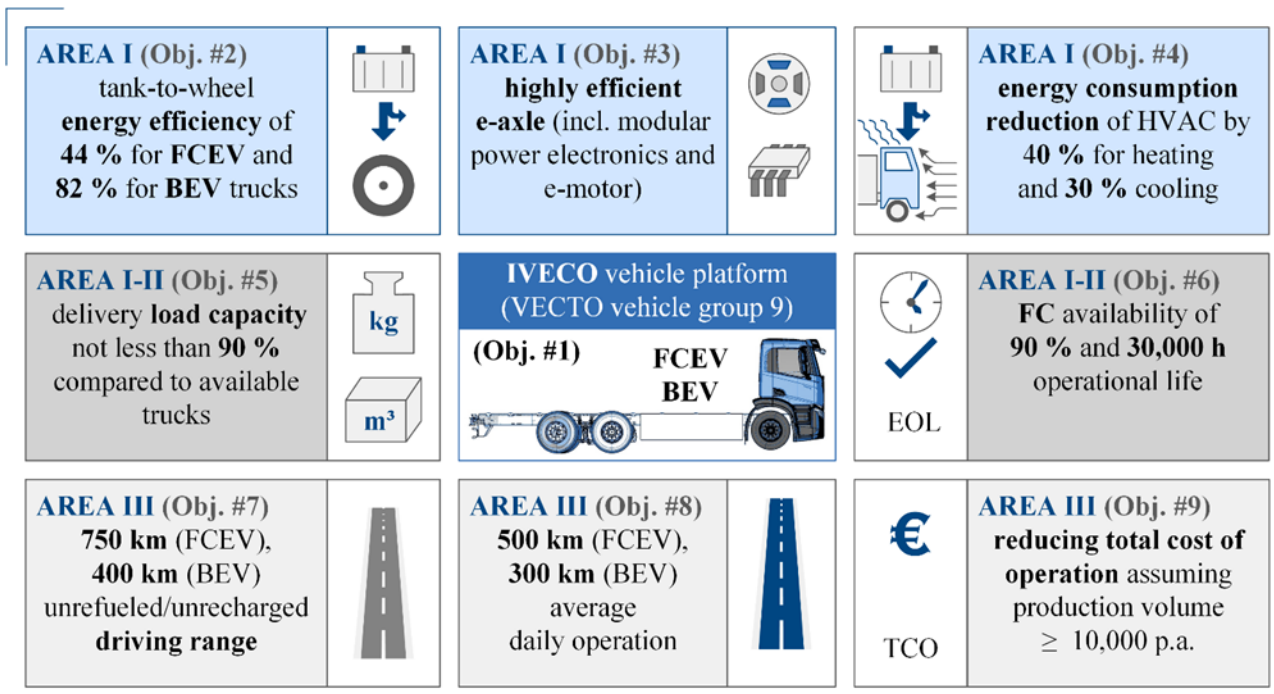 AREA I (Obj. #2)
tank-to-wheel
energy efficiency of
44 % for FCEV and
82 % for BEV trucks
AREA I (Obj. #3)
highly efficient
e-axle (incl. modular
power electronics and
e-motor)
AREA I (Obj. #4)
energy consumption
reduction of HVAC by
40 % for heating
and 30 % cooling
AREA I-II (Obj. #5)
delivery load capacity
not less than 90 %
compared to available
trucks
kg
m³
IVECO vehicle platform
(VECTO vehicle group 9)
(Obj. #1)
FCEV
BEV
EOL
AREA I-II (Obj. #6)
FC availability of
90 % and 30,000 h
operational life
AREA III (Obj. #7)
750 km (FCEV),
400 km (BEV)
unrefueled/unrecharged
driving range
AREA III (Obj. #8)
500 km (FCEV),
300 km (BEV)
average
daily operation
€
TCO
AREA III (Obj. #9)
reducing total cost of
operation assuming
production volume
≥ 10,000 p.a.